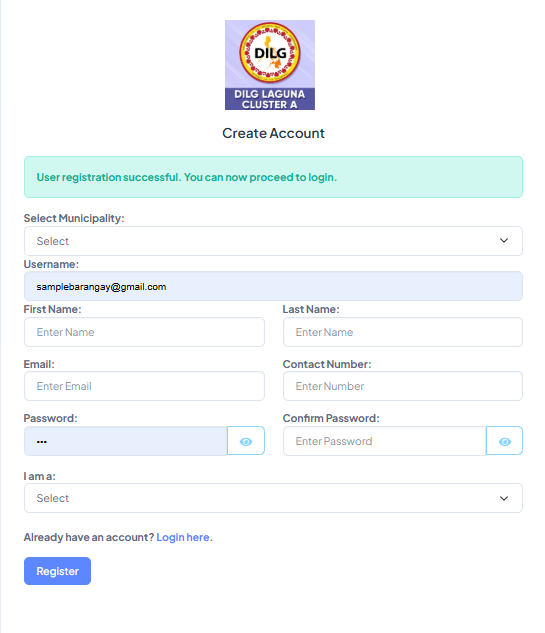 DILG
DILG LAGUNA
CLUSTER A
Create Account
User registration successful. You can now proceed to login.
Select Municipality:
Select
Username:
samplebarangay@gmail.com
First Name:
Last Name:
Enter Name
Enter Name
Email:
Contact Number:
Enter Email
Enter Number
Password:
Confirm Password:
•••
Enter Password
I am a:
Select
Already have an account? Login here.
Register